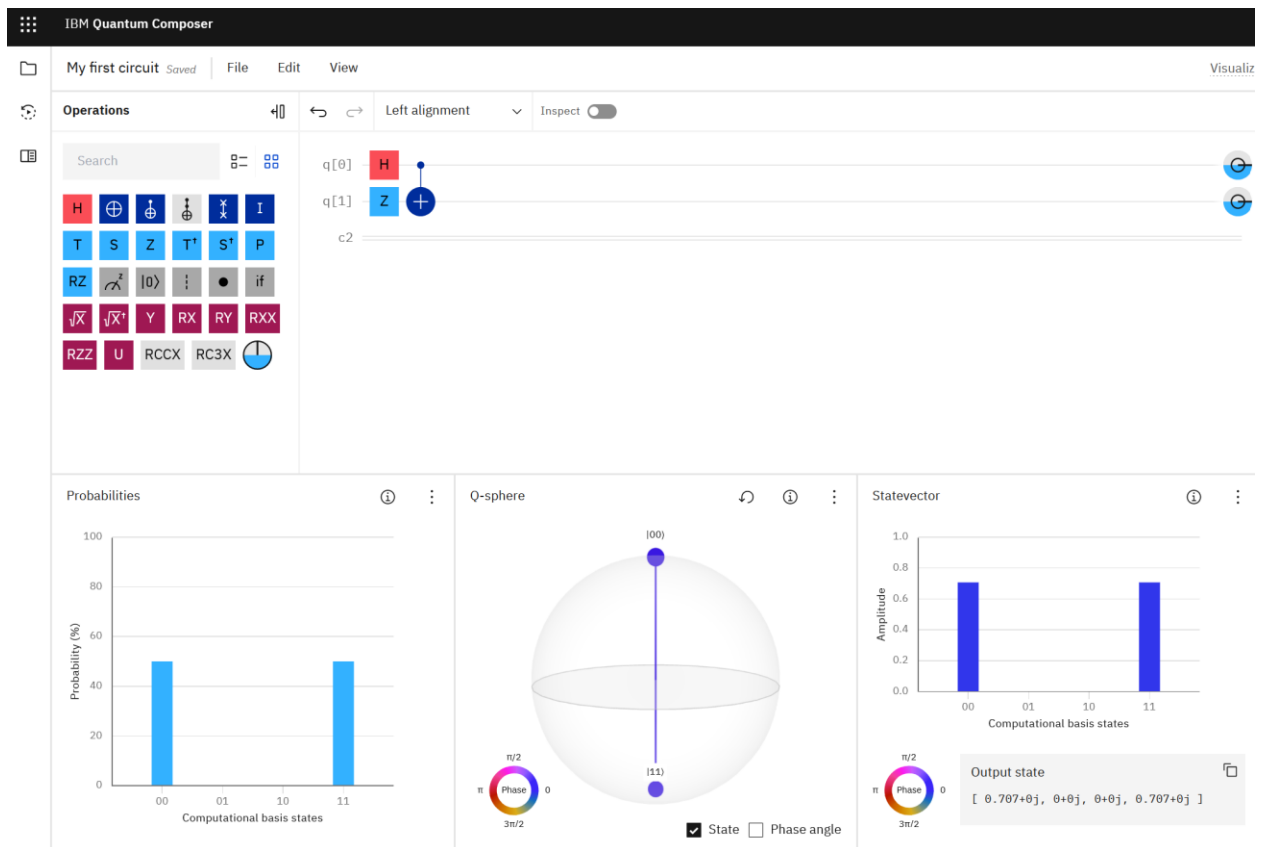 IBM Quantum Composer
My first circuit Saved File Edit View Visualiz
Operations Left alignment Inspect
Search
q[0] H
q[1] Z +
c2
H I
T S Z T† S† P
RZ z |0⟩ if
√X √X† Y RX RY RXX
RZZ U RCCX RC3X
Probabilities
100
80
60
40
20
0
Probability (%)
00 01 10 11
Computational basis states
Q-sphere
|00⟩
|11⟩
π/2
π Phase 0
3π/2
State Phase angle
Statevector
1.0
0.8
0.6
0.4
0.2
0.0
Amplitude
00 01 10 11
Computational basis states
π/2
π Phase 0
3π/2
Output state
[ 0.707+0j, 0+0j, 0+0j, 0.707+0j ]